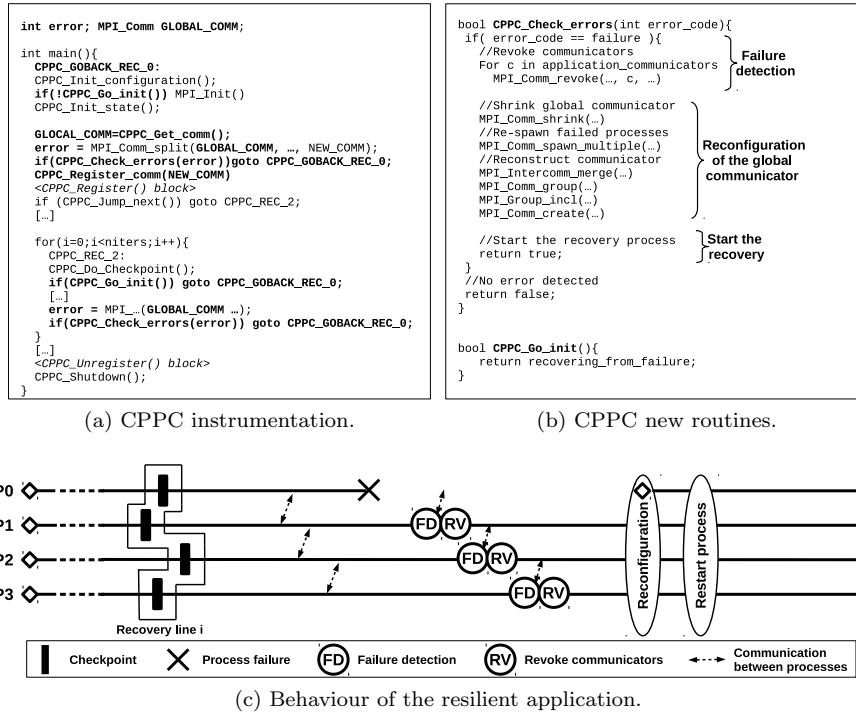 int error; MPI_Comm GLOBAL_COMM;
int main(){
CPPC_GOBACK_REC_0:
CPPC_Init_configuration();
if(!CPPC_Go_init()) MPI_Init()
CPPC_Init_state();
GLOCAL_COMM=CPPC_Get_comm();
error = MPI_Comm_split(GLOBAL_COMM, …, NEW_COMM);
if(CPPC_Check_errors(error))goto CPPC_GOBACK_REC_0;
CPPC_Register_comm(NEW_COMM)
<CPPC_Register() block>
if (CPPC_Jump_next()) goto CPPC_REC_2;
[…]
for(i=0;i<niters;i++){
CPPC_REC_2:
CPPC_Do_Checkpoint();
if(CPPC_Go_init()) goto CPPC_GOBACK_REC_0;
[…]
error = MPI_…(GLOBAL_COMM …);
if(CPPC_Check_errors(error)) goto CPPC_GOBACK_REC_0;
}
[…]
<CPPC_Unregister() block>
CPPC_Shutdown();
}
(a) CPPC instrumentation.
bool CPPC_Check_errors(int error_code){
if( error_code == failure ){
//Revoke communicators
For c in application_communicators
MPI_Comm_revoke(…, c, …)
Failure
detection
//Shrink global communicator
MPI_Comm_shrink(…)
//Re-spawn failed processes
MPI_Comm_spawn_multiple(…)
//Reconstruct communicator
MPI_Intercomm_merge(…)
MPI_Comm_group(…)
MPI_Group_incl(…)
MPI_Comm_create(…)
Reconfiguration
of the global
communicator
//Start the recovery process
return true;
Start the
recovery
}
//No error detected
return false;
}
bool CPPC_Go_init(){
return recovering_from_failure;
}
(b) CPPC new routines.
P0
P1
P2
P3
FD RV
FD RV
FD RV
Reconfiguration
Restart process
Recovery line i
Checkpoint
Process failure
FD Failure detection
RV Revoke communicators
Communication
between processes
(c) Behaviour of the resilient application.